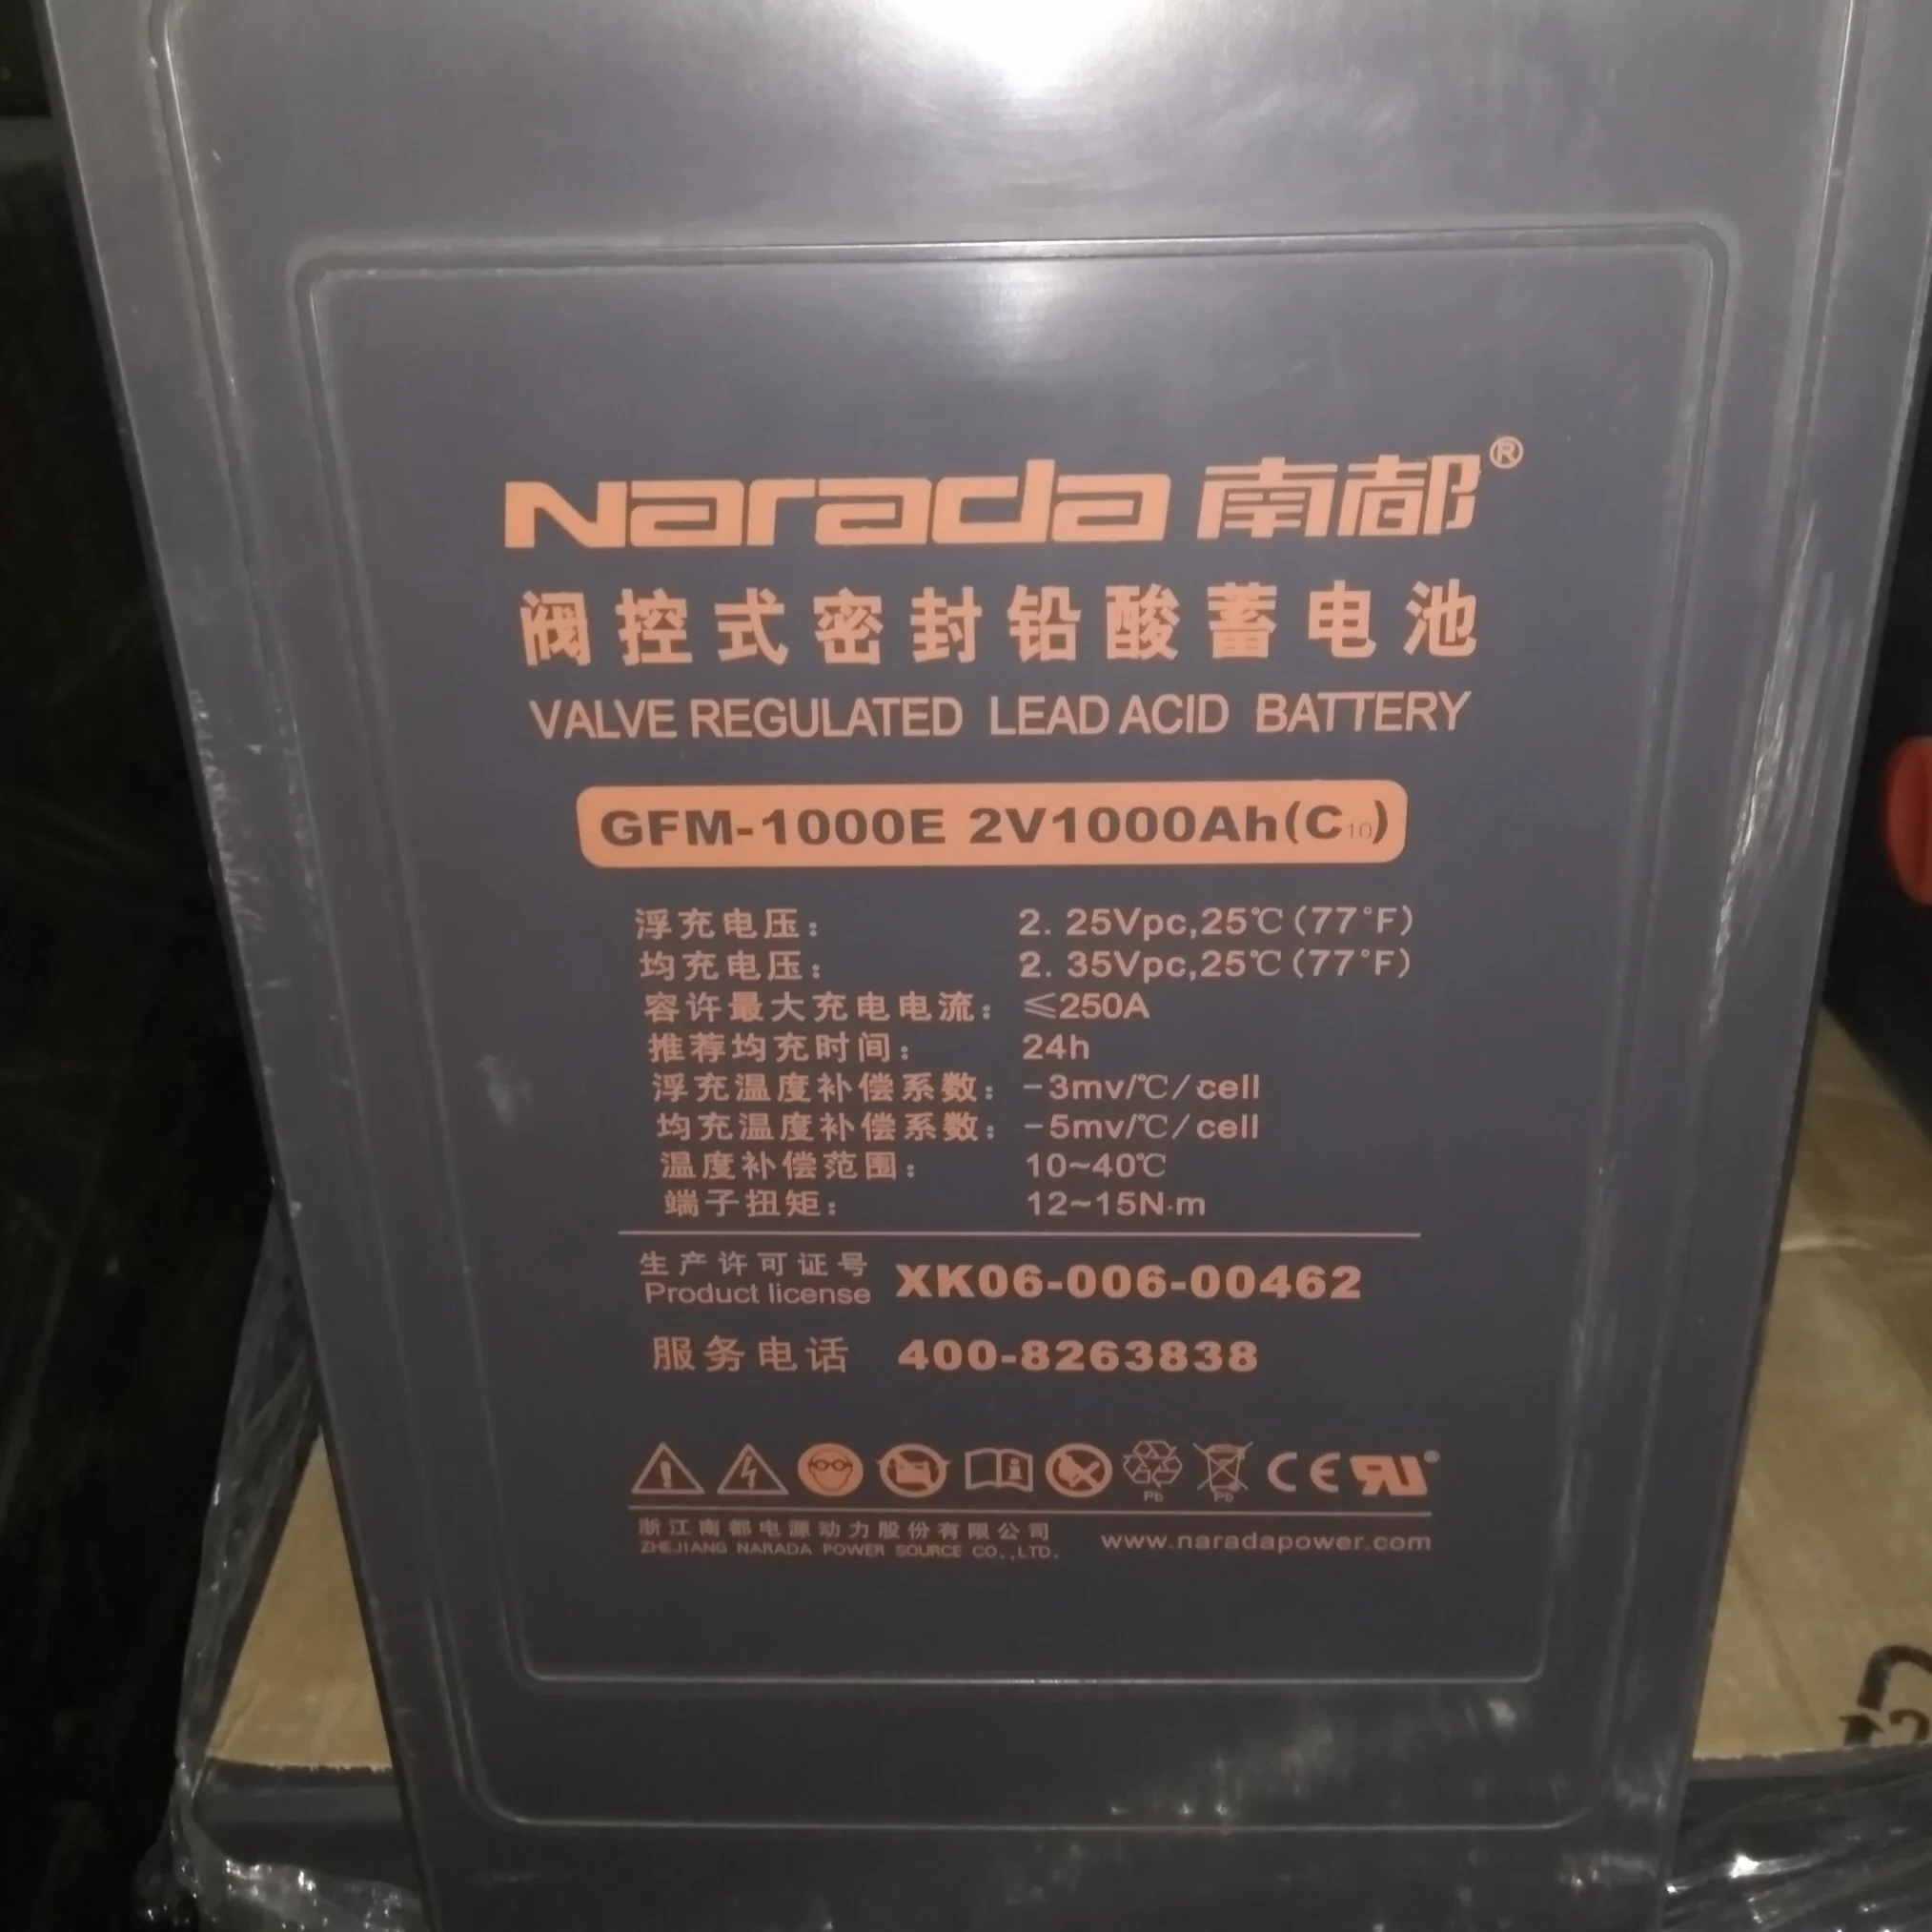 Narada 南都®
阀控式密封铅酸蓄电池
VALVE REGULATED LEAD ACID BATTERY
GFM-1000E 2V1000Ah(C10)
浮充电压： 2. 25Vpc,25℃(77°F)
均充电压： 2. 35Vpc,25℃(77°F)
容许最大充电电流： ≤250A
推荐均充时间： 24h
浮充温度补偿系数： -3mv/℃/cell
均充温度补偿系数： -5mv/℃/cell
温度补偿范围： 10~40℃
端子扭矩： 12~15N·m
生产许可证号
Product license XK06-006-00462
服务电话 400-8263838
Pb Pb CE RU®
浙江南都电源动力股份有限公司
ZHEJIANG NARADA POWER SOURCE CO.,LTD. www.naradapower.com